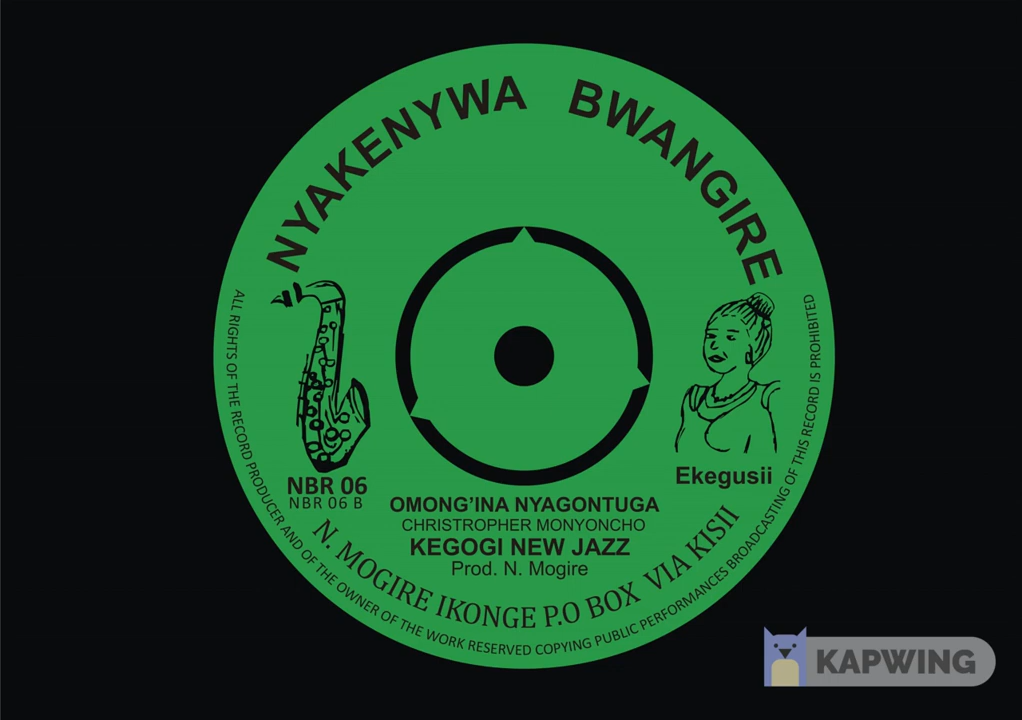 NYAKENYWA BWANGIRE
NBR 06
NBR 06 B
Ekegusii
OMONG'INA NYAGONTUGA
CHRISTROPHER MONYONCHO
KEGOGI NEW JAZZ
Prod. N. Mogire
N. MOGIRE IKONGE P.O BOX VIA KISII
ALL RIGHTS OF THE RECORD PRODUCER AND OF THE OWNER OF THE WORK RESERVED COPYING PUBLIC PERFORMANCES BROADCASTING OF THIS RECORD IS PROHIBITED
KAPWING